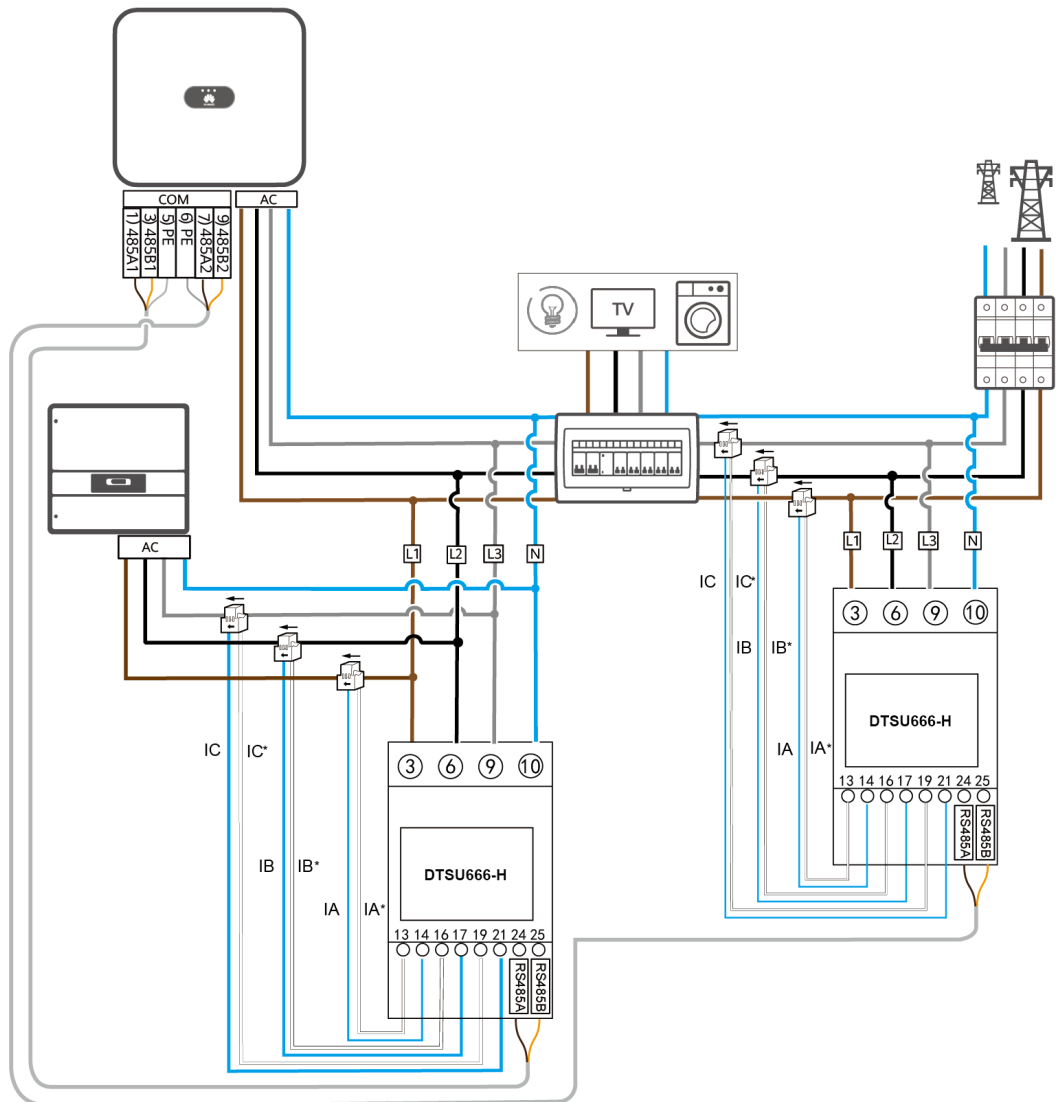 COM
AC
1) 485A1
3) 485B1
5) PE
6) PE
7) 485A2
9) 485B2
TV
AC
L1
L2
L3
N
L1
L2
L3
N
IC
IC*
IB
IB*
IA
IA*
3
6
9
10
DTSU666-H
13 14 16 17 19 21 24 25
RS485A
RS485B
IC
IC*
IB
IB*
IA
IA*
3
6
9
10
DTSU666-H
13 14 16 17 19 21 24 25
RS485A
RS485B